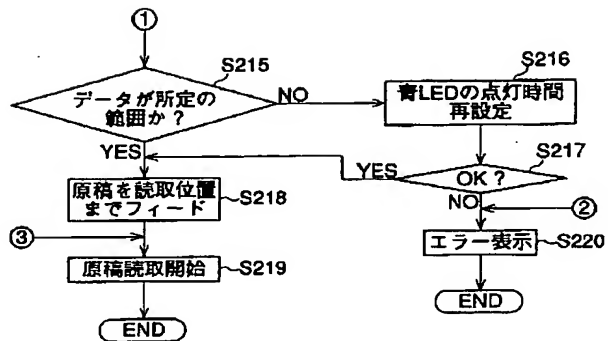 ①
S215
データが所定の
範囲か?
NO
YES
S216
青LEDの点灯時間
再設定
S217
OK?
YES
NO
②
原稿を読取位置
までフィード
S218
③
エラー表示
S220
原稿読取開始
S219
END
END